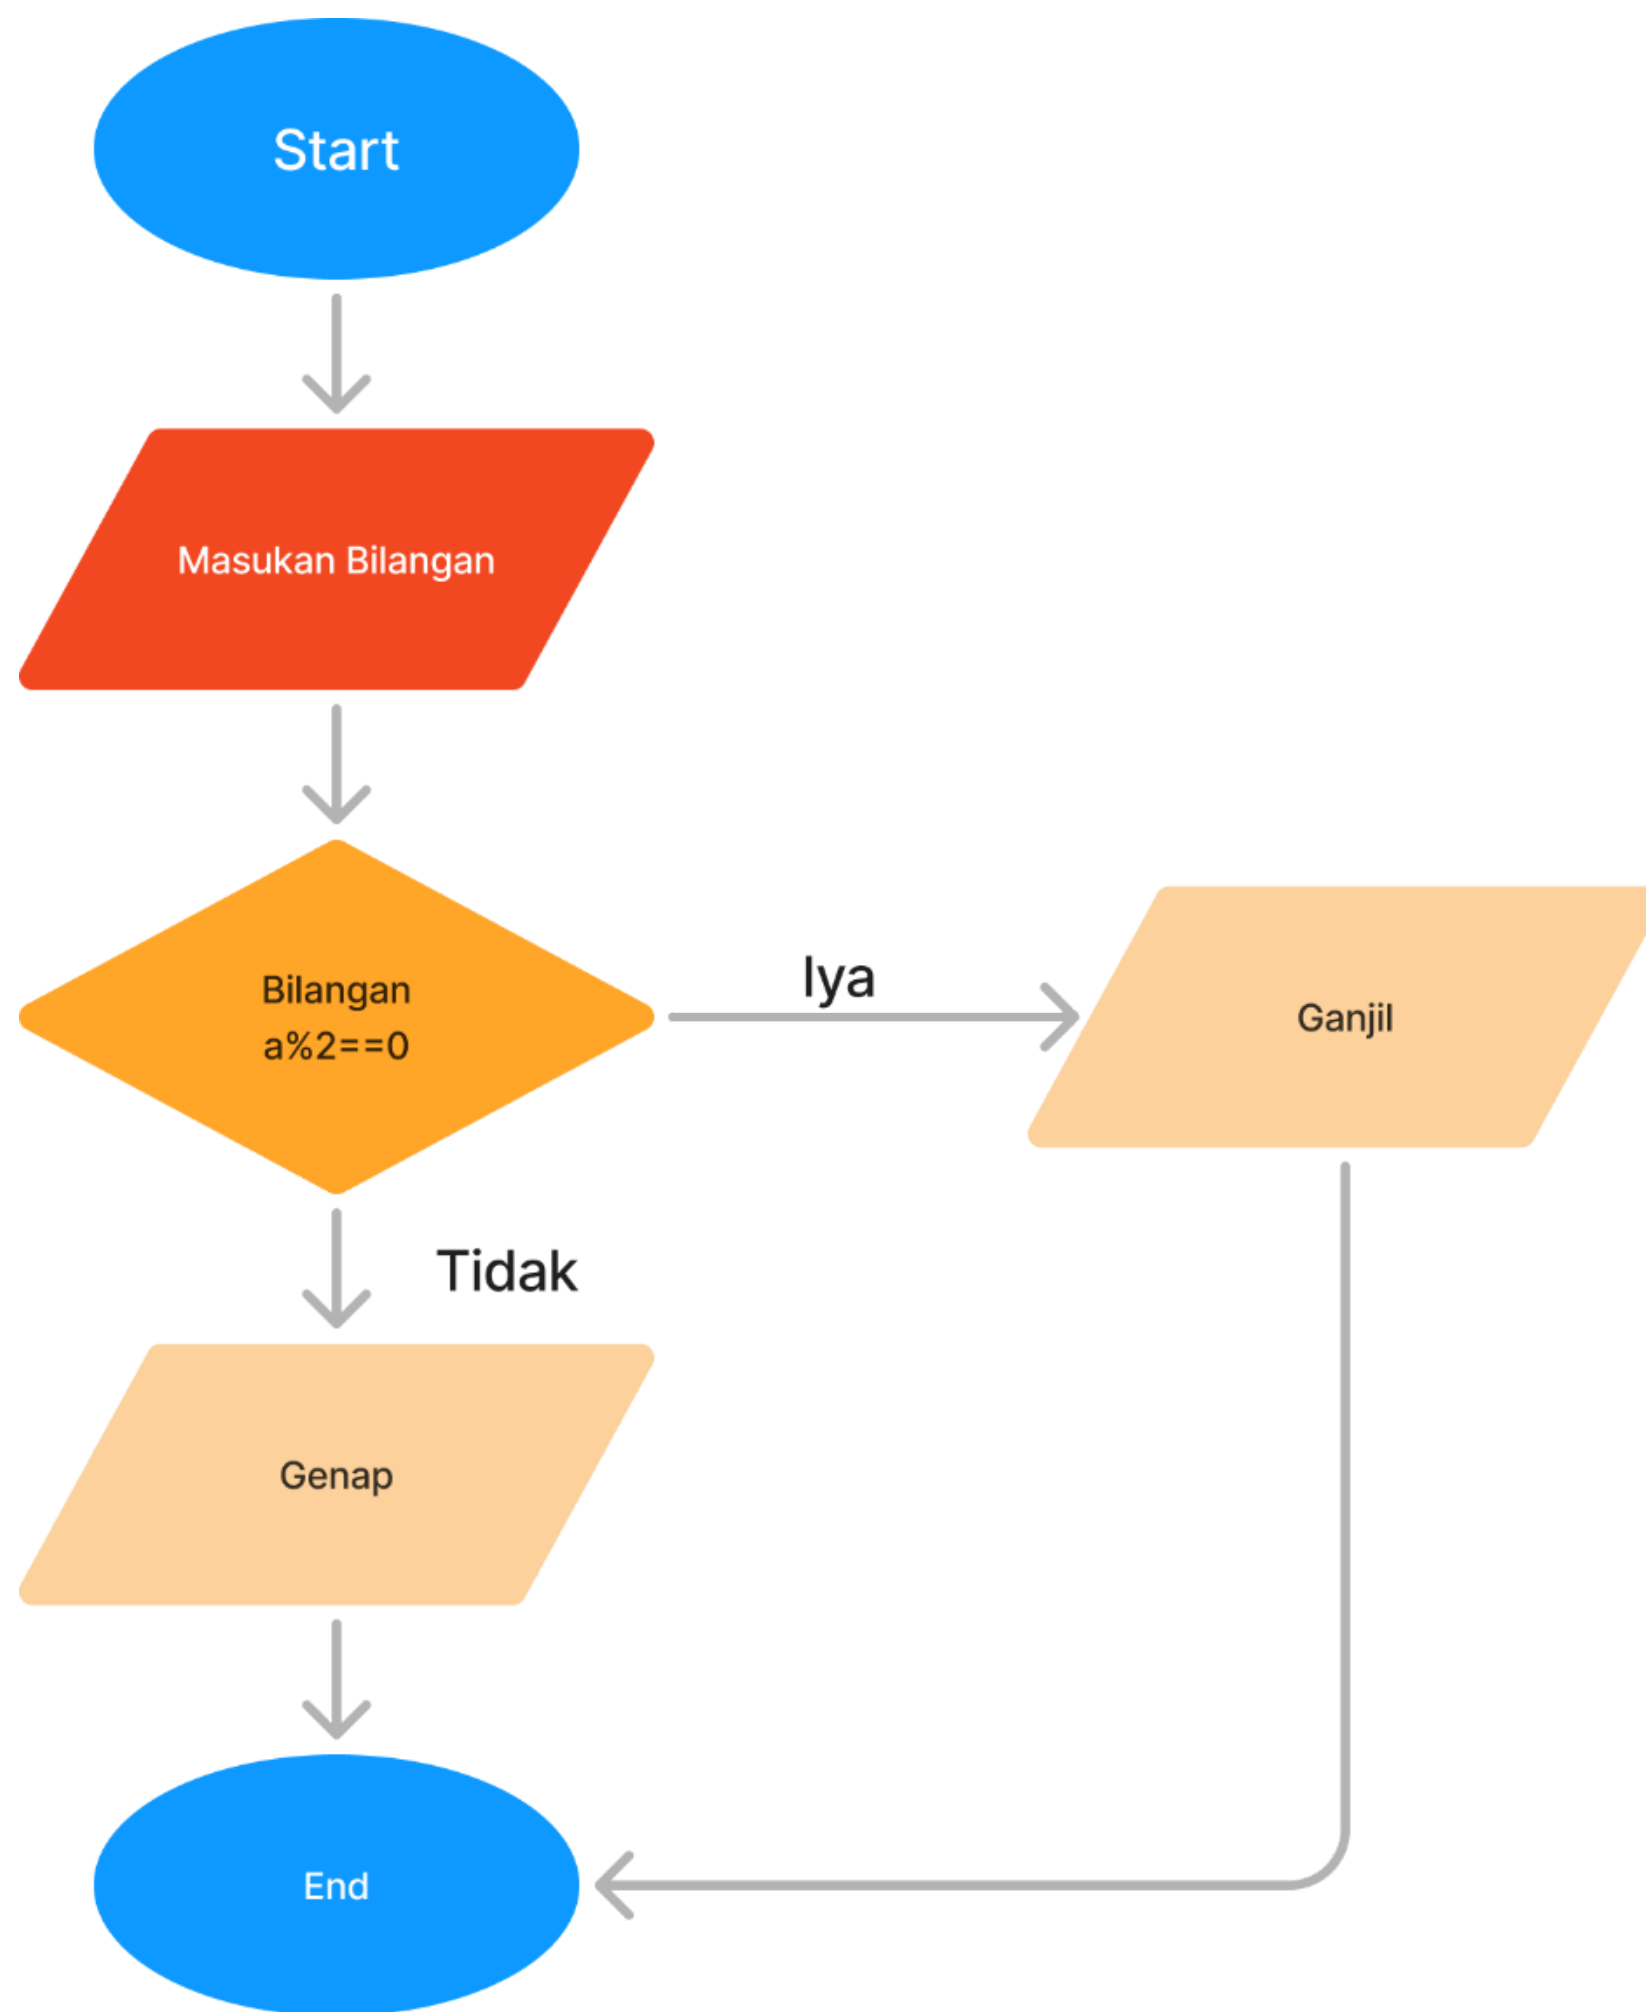 Start
Masukan Bilangan
Bilangan
a%2==0
Iya
Ganjil
Tidak
Genap
End